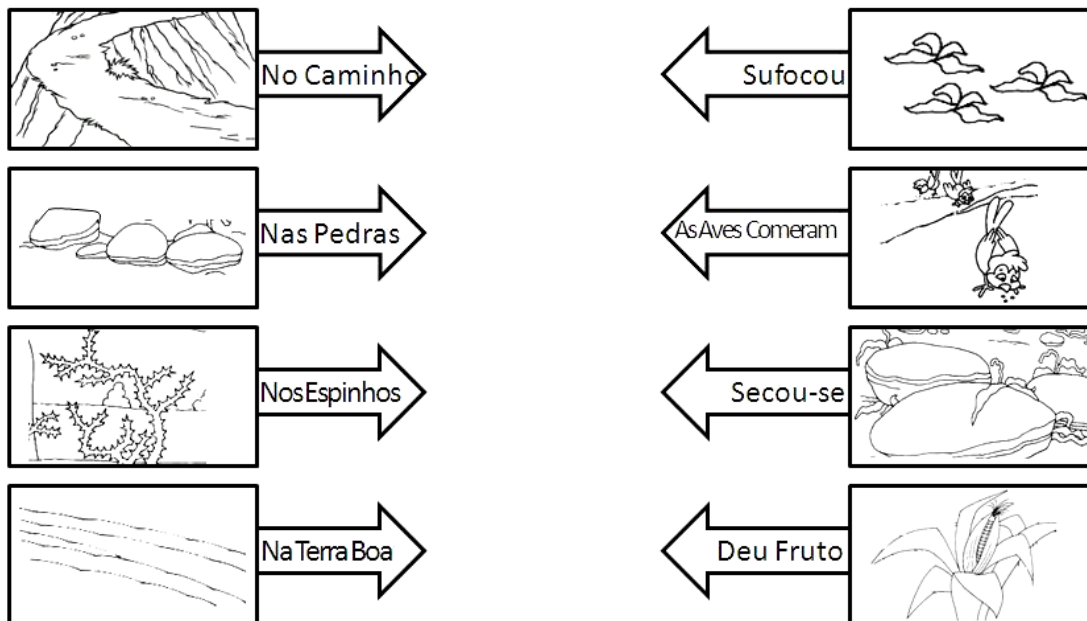 No Caminho
Sufocou
Nas Pedras
As Aves Comeram
Nos Espinhos
Secou-se
Na Terra Boa
Deu Fruto